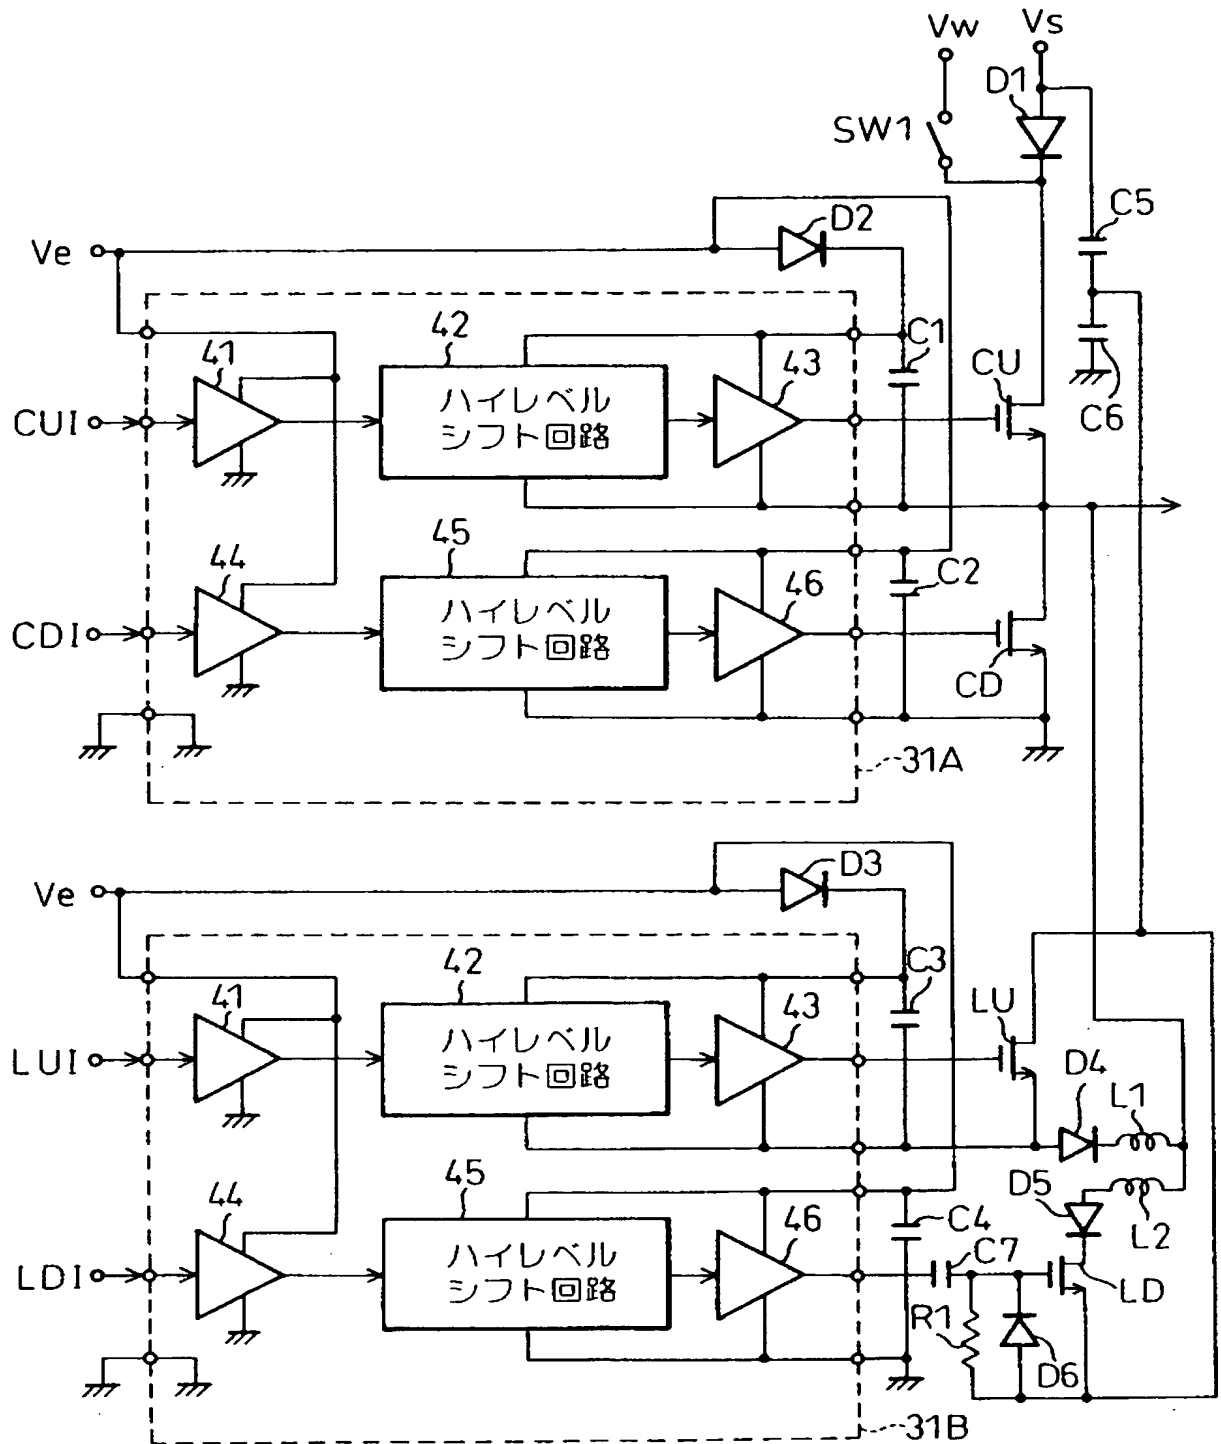 Vw
Vs
D1
SW1
C5
D2
Ve
42
C1
41
43
CU
C6
CUI
ハイレベル
シフト回路
45
44
C2
46
CDI
ハイレベル
シフト回路
CD
31A
D3
Ve
42
C3
41
43
LU
LUI
ハイレベル
シフト回路
D4
L1
45
D5
44
46
C4
L2
C7
LDI
ハイレベル
シフト回路
LD
R1
D6
31B